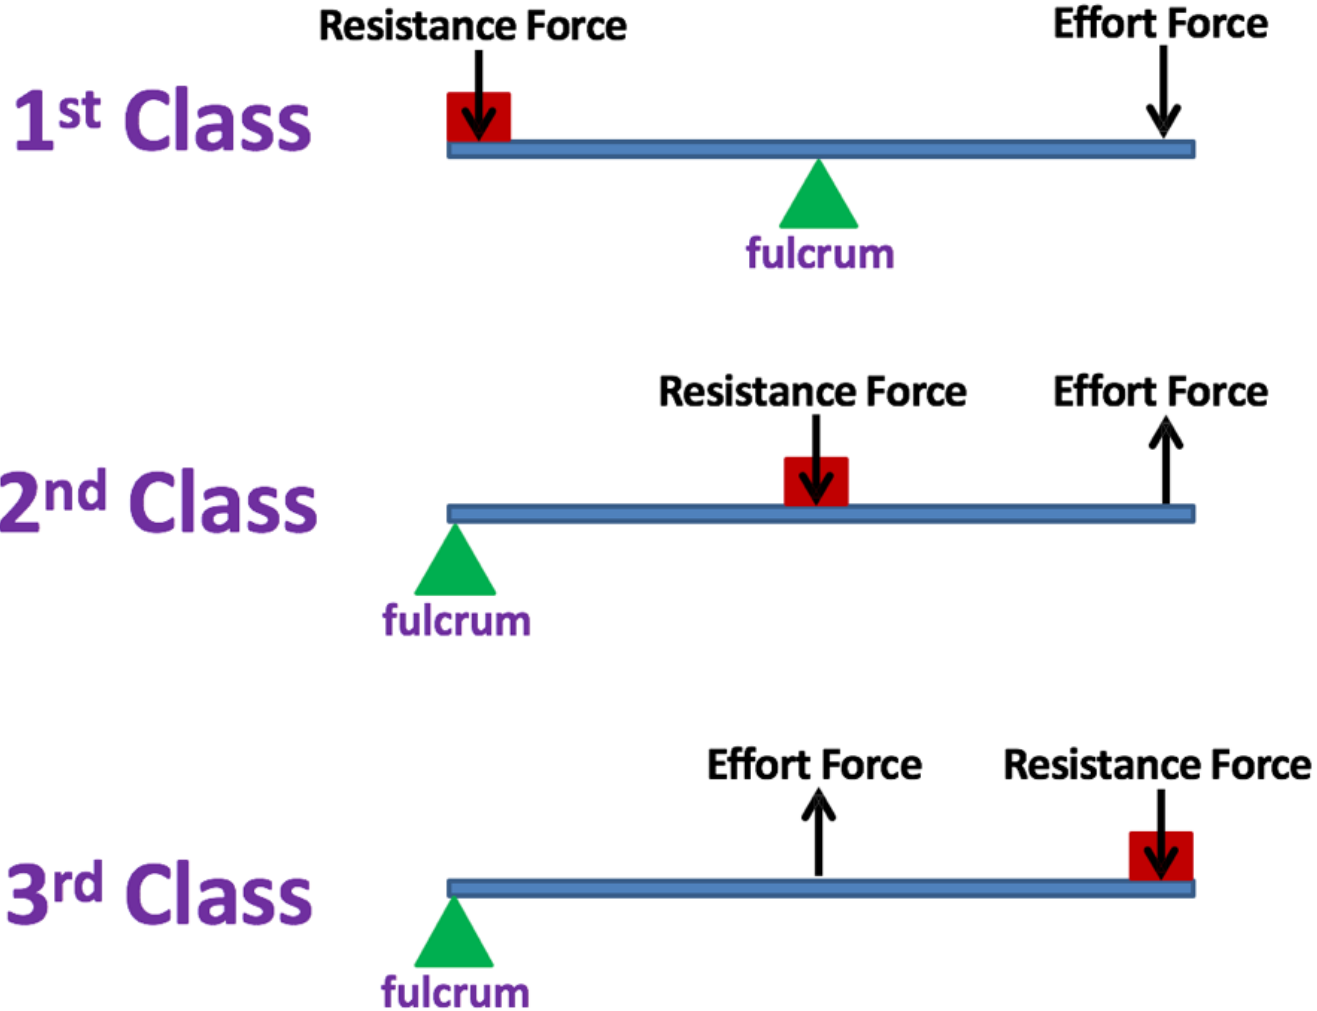 Resistance Force
Effort Force
1st Class
fulcrum
Resistance Force
Effort Force
2nd Class
fulcrum
Effort Force
Resistance Force
3rd Class
fulcrum